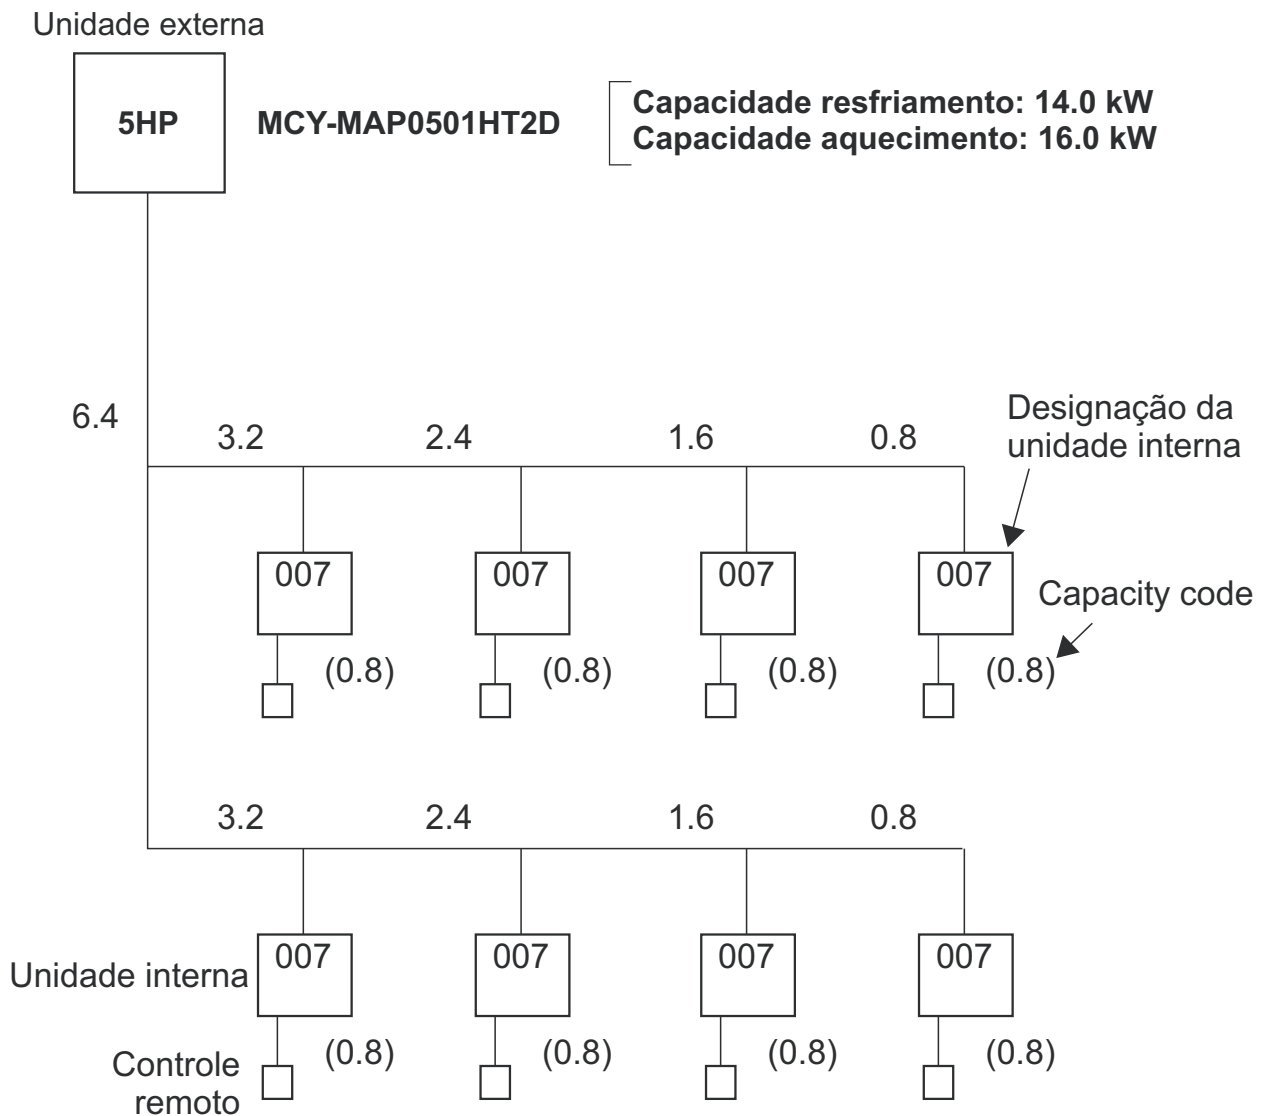 Unidade externa
5HP
MCY-MAP0501HT2D
Capacidade resfriamento: 14.0 kW
Capacidade aquecimento: 16.0 kW
6.4
3.2 2.4 1.6 0.8
Designação da
unidade interna
007 007 007 007
Capacity code
(0.8) (0.8) (0.8) (0.8)
3.2 2.4 1.6 0.8
007 007 007 007
Unidade interna
(0.8) (0.8) (0.8) (0.8)
Controle
remoto